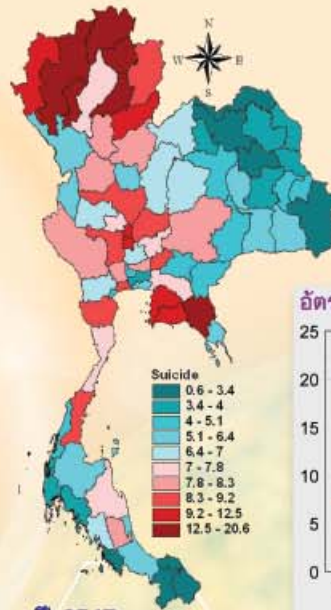 N
W E
S
Suicide
0.6 - 3.4
3.4 - 4
4 - 5.1
5.1 - 6.4
6.4 - 7
7 - 7.8
7.8 - 8.3
8.3 - 9.2
9.2 - 12.5
12.5 - 20.6
25
20
15
10
5
0